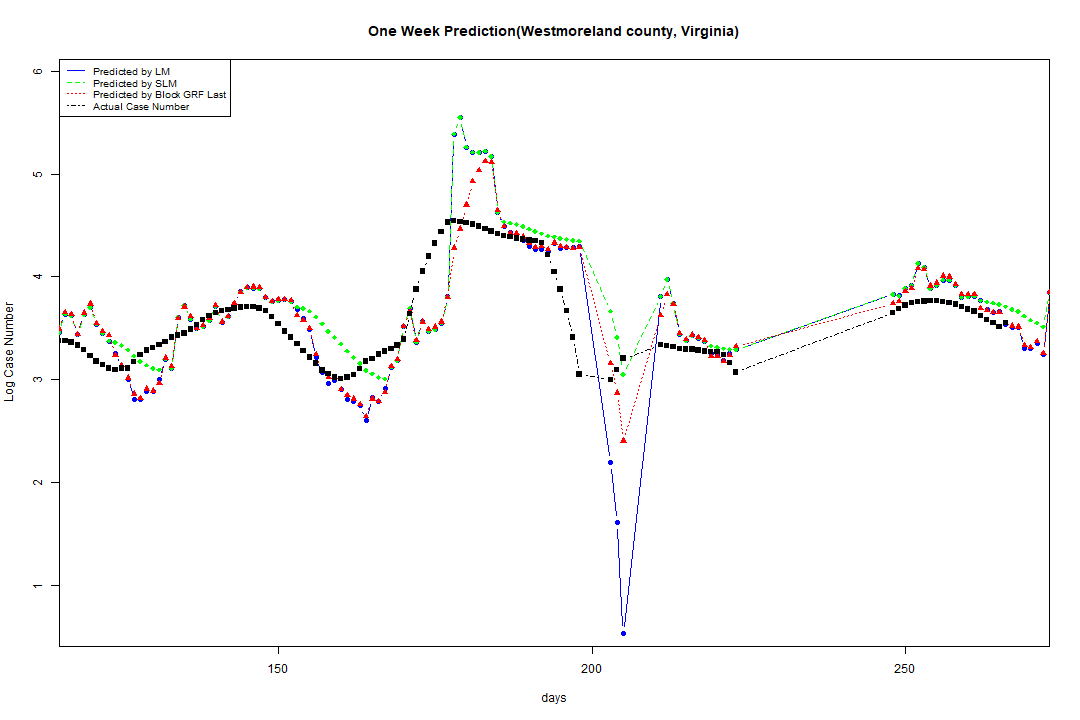 One Week Prediction(Westmoreland county, Virginia)
Predicted by LM
Predicted by SLM
Predicted by Block GRF Last
Actual Case Number
Log Case Number
6
5
4
3
2
1
150 200 250
days